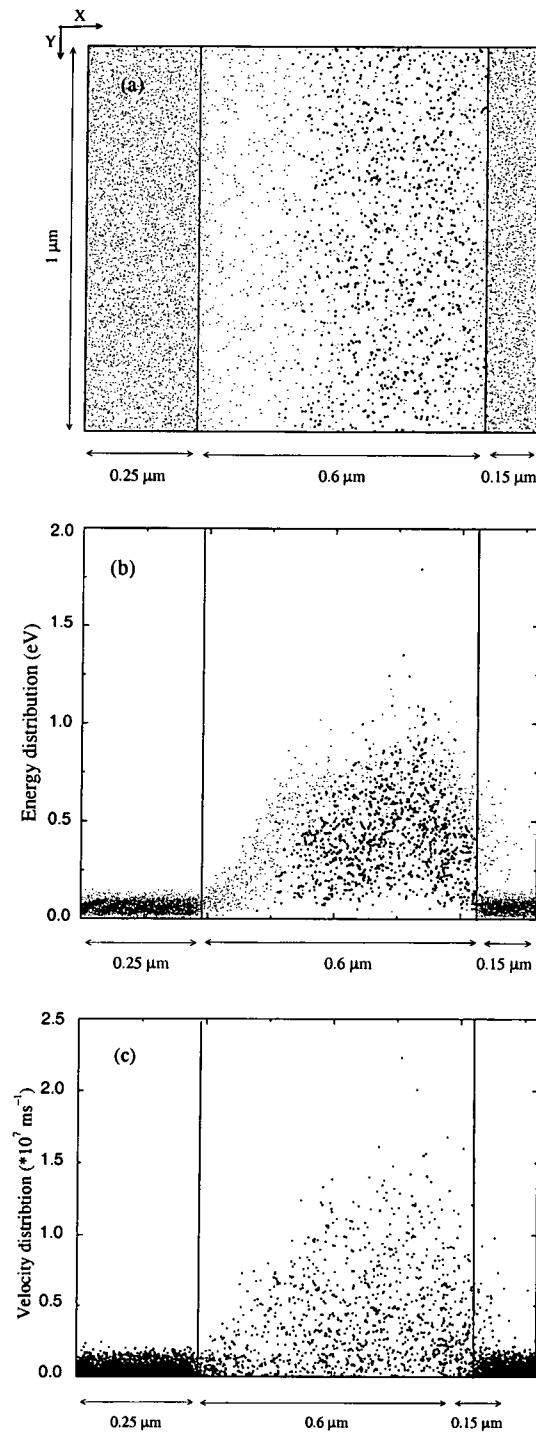 X
Y
(a)
1 µm
0.25 µm
0.6 µm
0.15 µm
2.0
(b)
1.5
Energy distribution (eV)
1.0
0.5
0.0
0.25 µm
0.6 µm
0.15 µm
2.5
(c)
2.0
Velocity distribtion (*10⁷ ms⁻¹)
1.5
1.0
0.5
0.0
0.25 µm
0.6 µm
0.15 µm